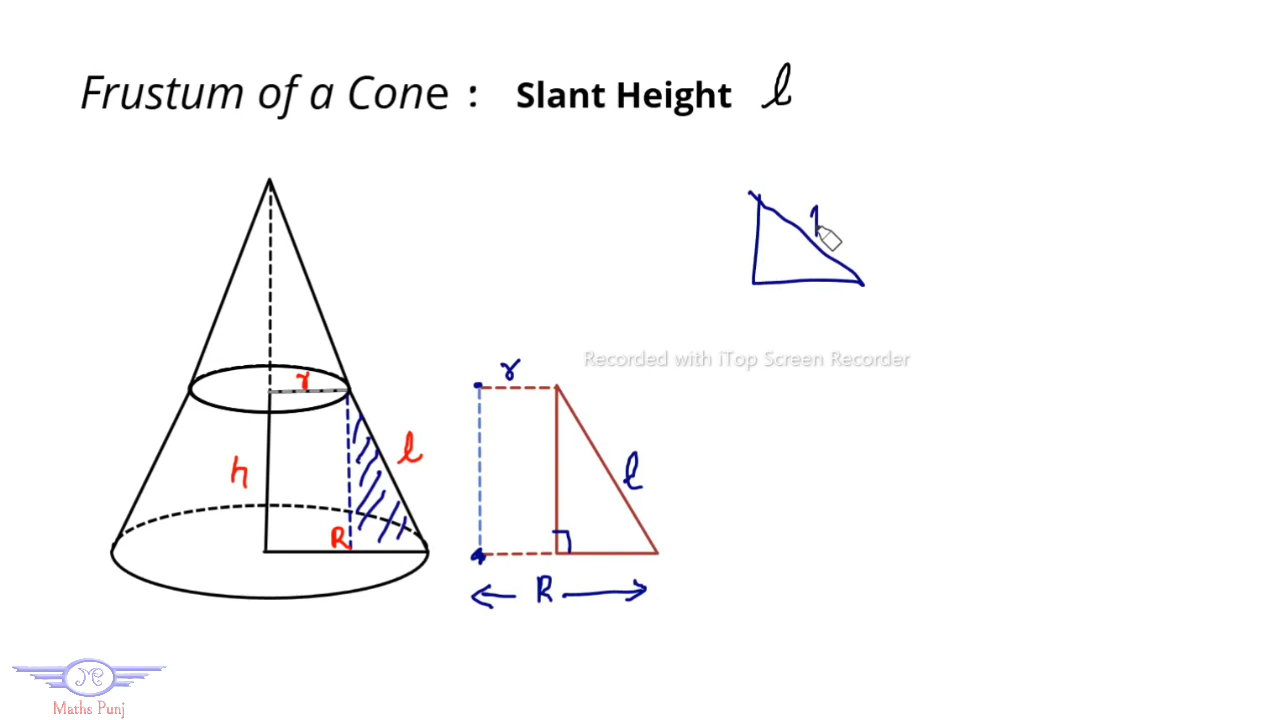 Frustum of a Cone : Slant Height l
r
h
l
R
r
l
R
Recorded with iTop Screen Recorder
Maths Punj